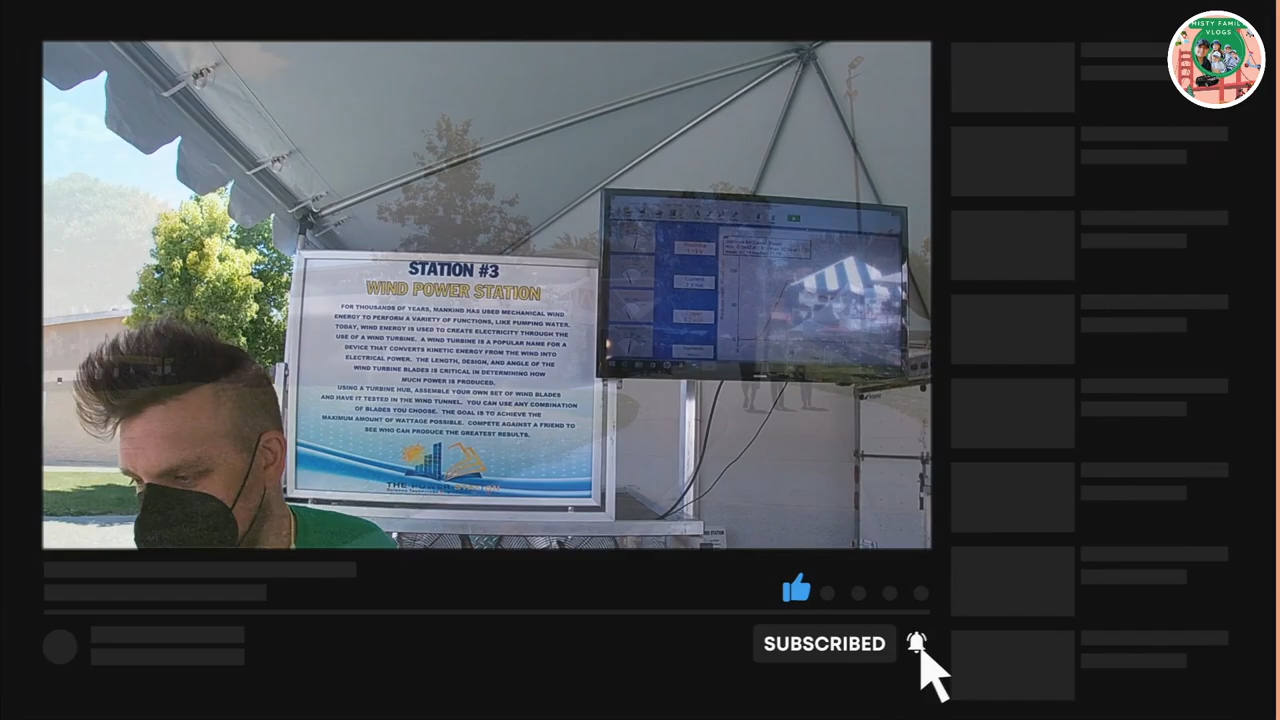 MISTY FAMILY
VLOGS
STATION #3
WIND POWER STATION
FOR THOUSANDS OF YEARS, MANKIND HAS USED MECHANICAL WIND
ENERGY TO PERFORM A VARIETY OF FUNCTIONS, LIKE PUMPING WATER.
TODAY, WIND ENERGY IS USED TO CREATE ELECTRICITY THROUGH THE
USE OF A WIND TURBINE. A WIND TURBINE IS A POPULAR NAME FOR A
DEVICE THAT CONVERTS KINETIC ENERGY FROM THE WIND INTO
ELECTRICAL POWER. THE LENGTH, DESIGN, AND ANGLE OF THE
WIND TURBINE BLADES IS CRITICAL IN DETERMINING HOW
MUCH POWER IS PRODUCED.
USING A TURBINE HUB, ASSEMBLE YOUR OWN SET OF WIND BLADES
AND HAVE IT TESTED IN THE WIND TUNNEL. YOU CAN USE ANY COMBINATION
OF BLADES YOU CHOOSE. THE GOAL IS TO ACHIEVE THE
MAXIMUM AMOUNT OF WATTAGE POSSIBLE. COMPETE AGAINST A FRIEND TO
SEE WHO CAN PRODUCE THE GREATEST RESULTS.
THE POWER STATION
SUBSCRIBED